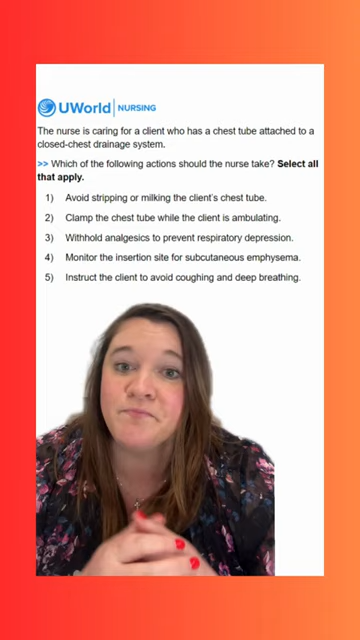 UWorld | NURSING
The nurse is caring for a client who has a chest tube attached to a
closed-chest drainage system.
>> Which of the following actions should the nurse take? Select all
that apply.
1) Avoid stripping or milking the client's chest tube.
2) Clamp the chest tube while the client is ambulating.
3) Withhold analgesics to prevent respiratory depression.
4) Monitor the insertion site for subcutaneous emphysema.
5) Instruct the client to avoid coughing and deep breathing.